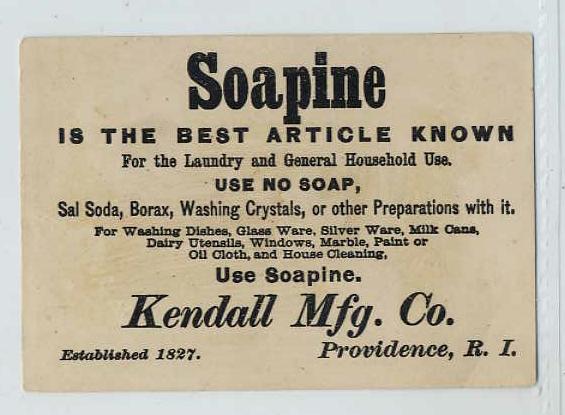 Soapine
IS THE BEST ARTICLE KNOWN
For the Laundry and General Household Use.
USE NO SOAP,
Sal Soda, Borax, Washing Crystals, or other Preparations with it.
For Washing Dishes, Glass Ware, Silver Ware, Milk Cans,
Dairy Utensils, Windows, Marble, Paint or
Oil Cloth, and House Cleaning,
Use Soapine.
Kendall Mfg. Co.
Established 1827. Providence, R. I.